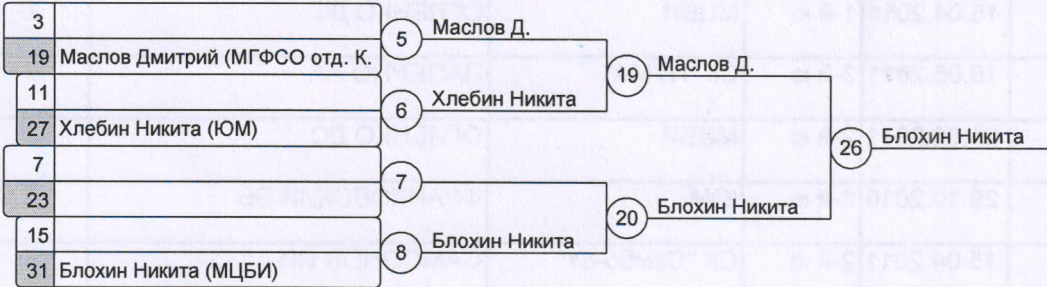 3
19 Маслов Дмитрий (МГФСО отд. К.
11
27 Хлебин Никита (ЮМ)
7
23
15
31 Блохин Никита (МЦБИ)
5 Маслов Д.
6 Хлебин Никита
7
8 Блохин Никита
19 Маслов Д.
20 Блохин Никита
26 Блохин Никита